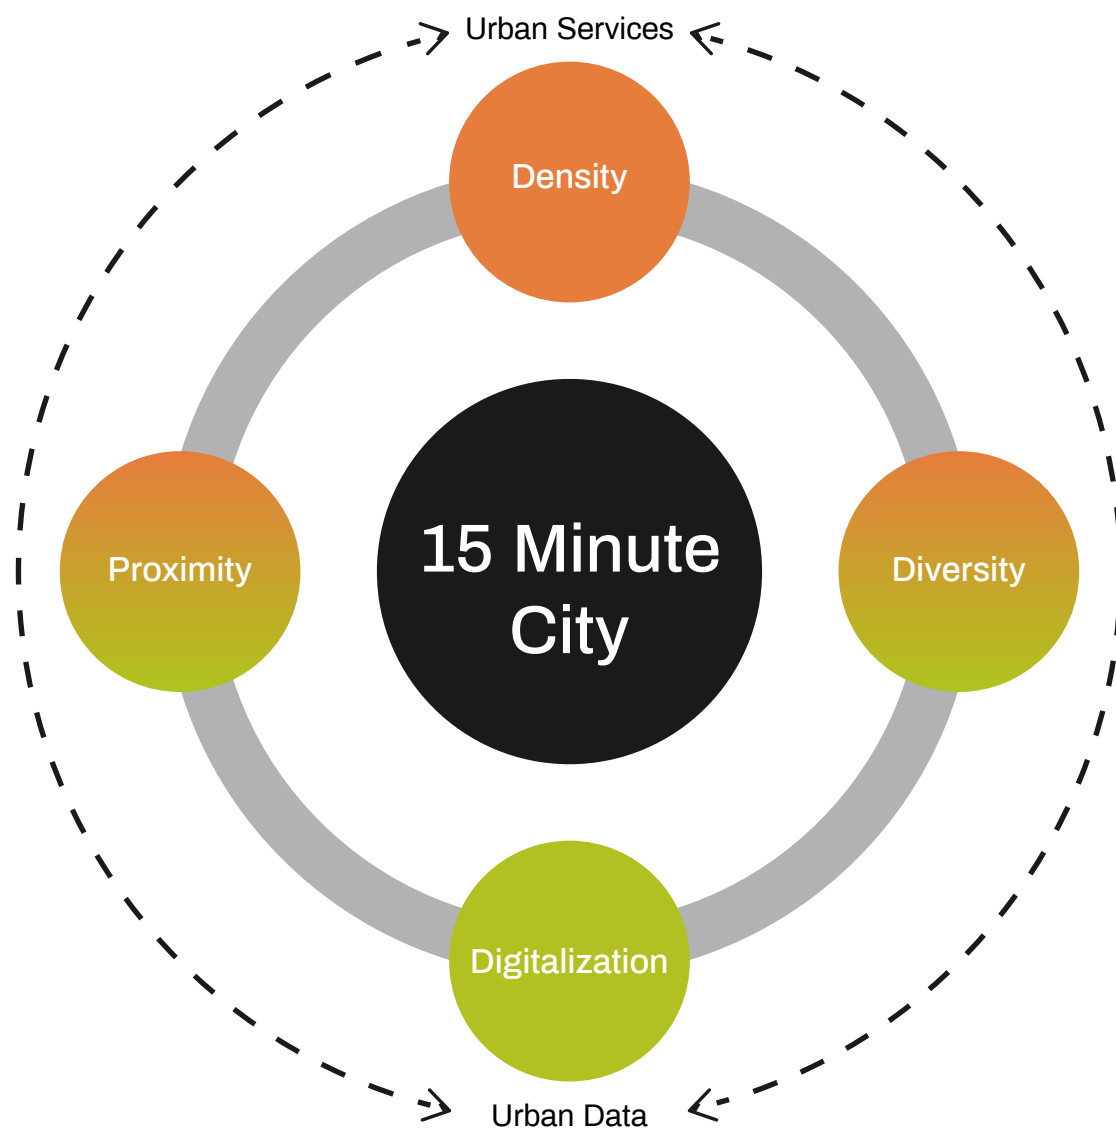 Urban Services
Density
Proximity
15 Minute
City
Diversity
Digitalization
Urban Data